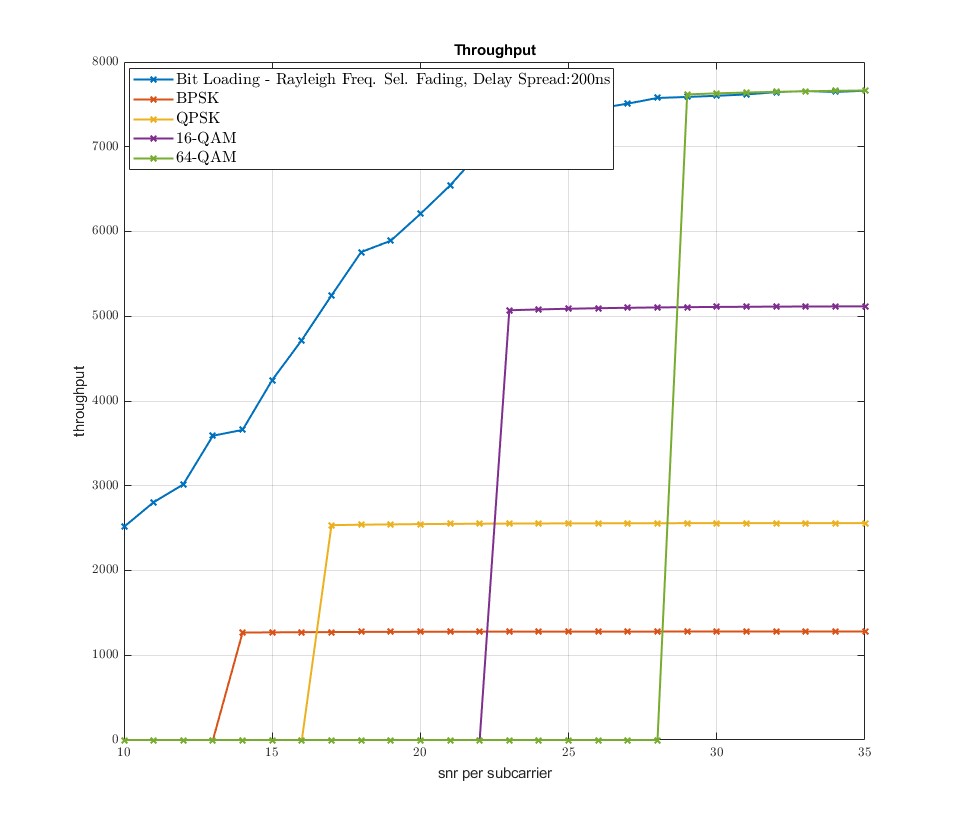 Throughput
8000
Bit Loading - Rayleigh Freq. Sel. Fading, Delay Spread:200ns
BPSK
QPSK
16-QAM
64-QAM
7000
6000
5000
4000
3000
2000
1000
0
throughput
10 15 20 25 30 35
snr per subcarrier